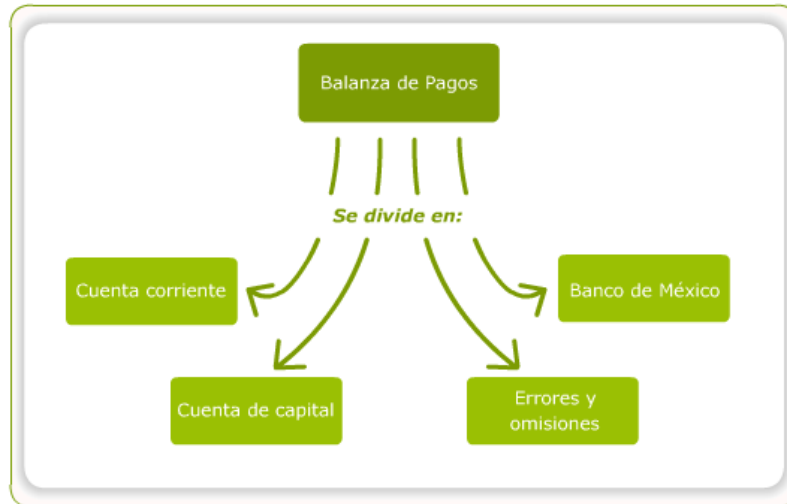 Balanza de Pagos
Se divide en:
Cuenta corriente
Banco de México
Cuenta de capital
Errores y
omisiones